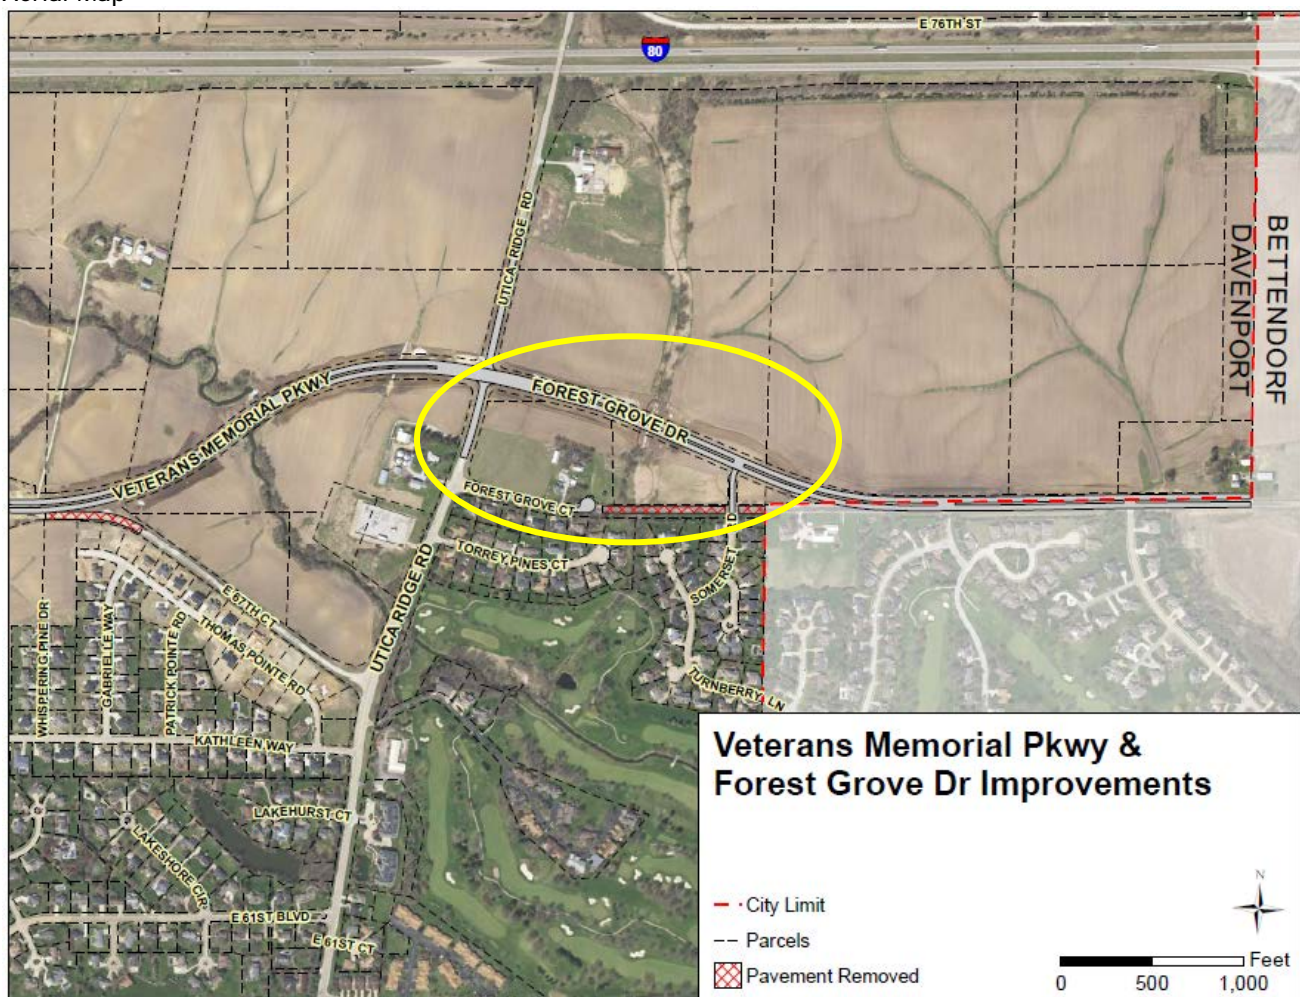 Aerial Map
E 76TH ST
80
UTICA RIDGE RD
BETTENDORF
DAVENPORT
VETERANS MEMORIAL PKWY
FOREST GROVE DR
FOREST GROVE CT
TORREY PINES CT
SOMERSET
UTICA RIDGE RD
E 67TH CT
THOMAS POINTE RD
WHISPERING PINE DR
GABRIELLE WAY
PATRICK POINTE RD
TURNBERRY LN
KATHLEEN WAY
LAKEHURST CT
LAKESHORE CIR
E 61ST BLVD
E 61ST CT
Veterans Memorial Pkwy &
Forest Grove Dr Improvements
City Limit
Parcels
Pavement Removed
N
Feet
0 500 1,000